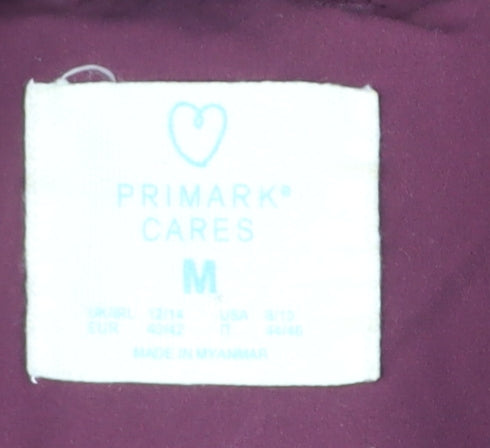 PRIMARK®
CARES
M
UK/IRL 12/14 USA 8/10
EUR 40/42 IT 44/46
MADE IN MYANMAR